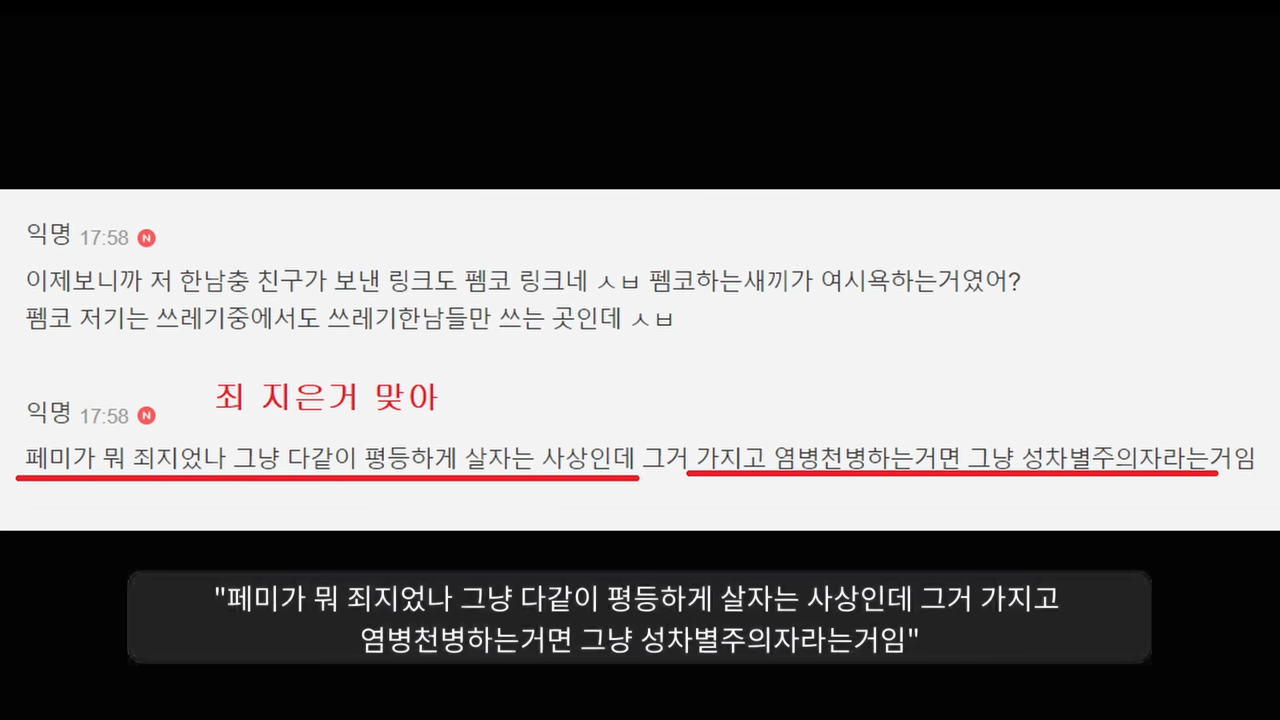 익명 17:58 N
이제보니까 저 한남충 친구가 보낸 링크도 펨코 링크네 ㅅㅂ 펨코하는새끼가 여시욕하는거였어?
펨코 저기는 쓰레기중에서도 쓰레기한남들만 쓰는 곳인데 ㅅㅂ
죄 지은거 맞아
익명 17:58 N
페미가 뭐 죄지었나 그냥 다같이 평등하게 살자는 사상인데 그거 가지고 염병천병하는거면 그냥 성차별주의자라는거임
"페미가 뭐 죄지었나 그냥 다같이 평등하게 살자는 사상인데 그거 가지고
염병천병하는거면 그냥 성차별주의자라는거임"